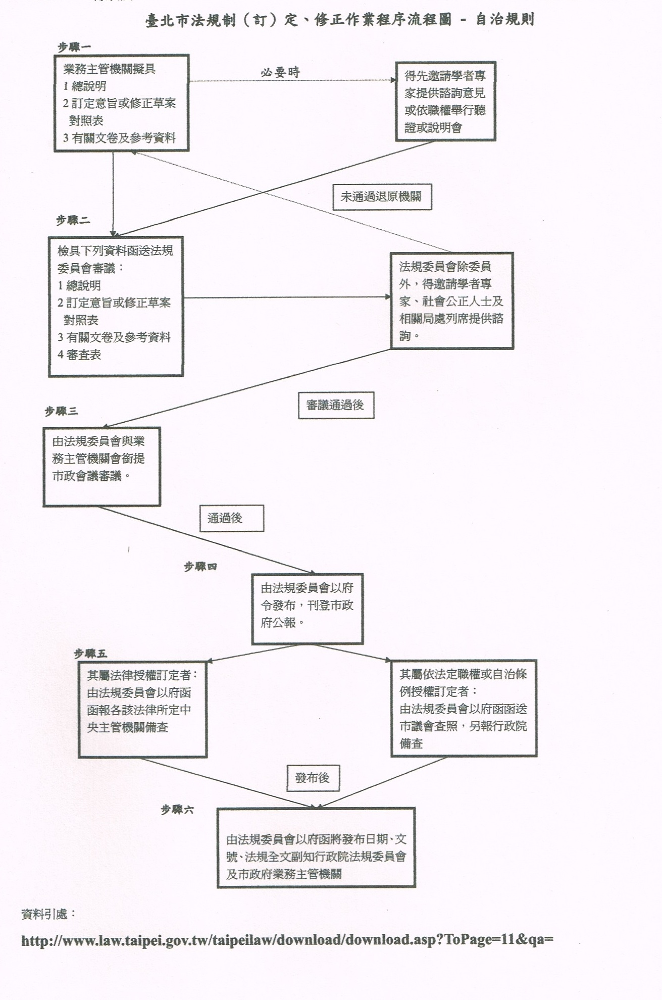 臺北市法規制（訂）定、修正作業程序流程圖 - 自治規則
步驟一
業務主管機關擬具
1 總說明
2 訂定意旨或修正草案
對照表
3 有關文卷及參考資料
必要時
得先邀請學者專
家提供諮詢意見
或依職權舉行聽
證或說明會
未通過退原機關
步驟二
檢具下列資料函送法規
委員會審議：
1 總說明
2 訂定意旨或修正草案
對照表
3 有關文卷及參考資料
4 審查表
法規委員會除委員
外，得邀請學者專
家、社會公正人士及
相關局處列席提供諮
詢。
審議通過後
步驟三
由法規委員會與業
務主管機關會銜提
市政會議審議。
通過後
步驟四
由法規委員會以府
令發布，刊登市政
府公報。
步驟五
其屬法律授權訂定者：
由法規委員會以府函
函報各該法律所定中
央主管機關備查
其屬依法定職權或自治條
例授權訂定者：
由法規委員會以府函函送
市議會查照，另報行政院
備查
發布後
步驟六
由法規委員會以府函將發布日期、文
號、法規全文副知行政院法規委員會
及市政府業務主管機關
資料引處：
http://www.law.taipei.gov.tw/taipeilaw/download/download.asp?ToPage=11&qa=